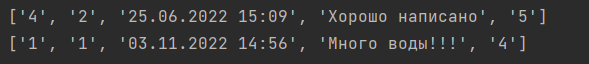 ['4', '2', '25.06.2022 15:09', 'Хорошо написано', '5']
['1', '1', '03.11.2022 14:56', 'Много воды!!!', '4']